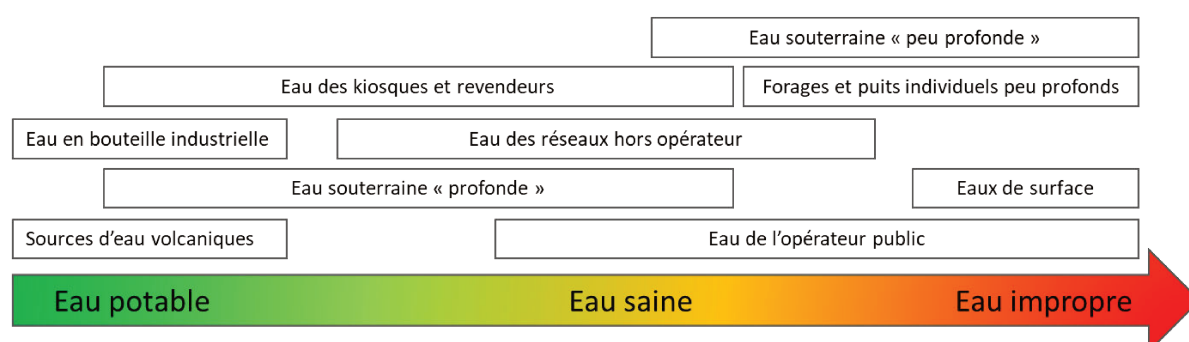 Eau souterraine « peu profonde »
Eau des kiosques et revendeurs
Forages et puits individuels peu profonds
Eau en bouteille industrielle
Eau des réseaux hors opérateur
Eau souterraine « profonde »
Eaux de surface
Sources d'eau volcaniques
Eau de l'opérateur public
Eau potable
Eau saine
Eau impropre